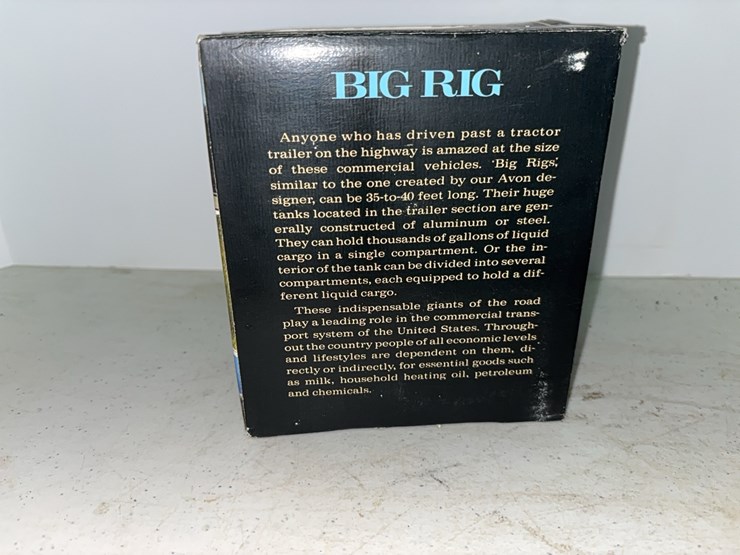 BIG RIG
Anyone who has driven past a tractor
trailer on the highway is amazed at the size
of these commercial vehicles. 'Big Rigs,'
similar to the one created by our Avon de-
signer, can be 35-to-40 feet long. Their huge
tanks located in the trailer section are gen-
erally constructed of aluminum or steel.
They can hold thousands of gallons of liquid
cargo in a single compartment. Or the in-
terior of the tank can be divided into several
compartments, each equipped to hold a dif-
ferent liquid cargo.
These indispensable giants of the road
play a leading role in the commercial trans-
port system of the United States. Through-
out the country people of all economic levels
and lifestyles are dependent on them, di-
rectly or indirectly, for essential goods such
as milk, household heating oil, petroleum
and chemicals.